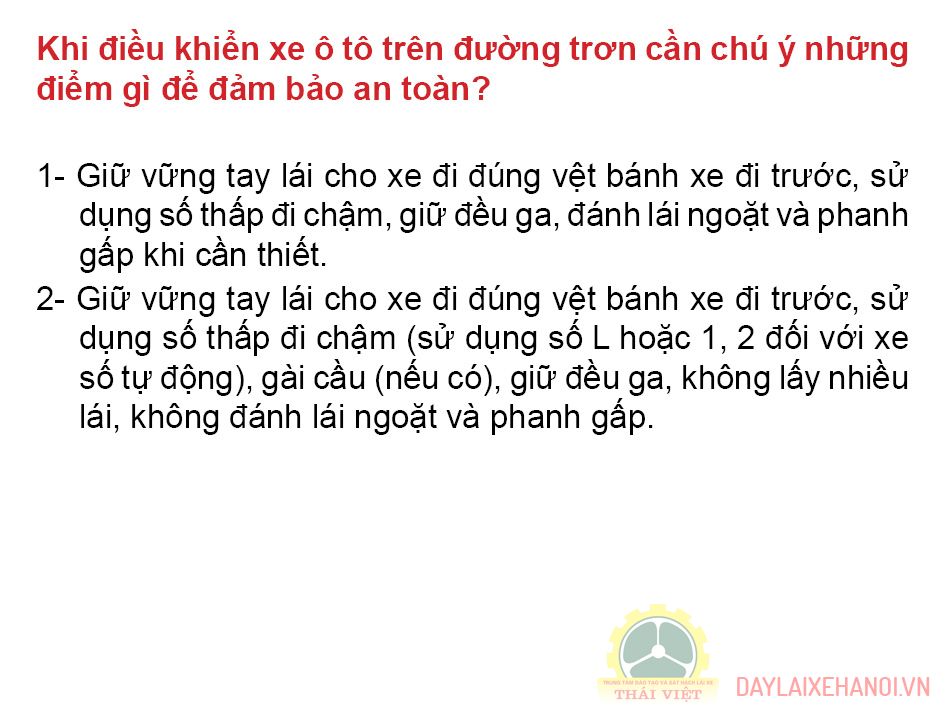 Khi điều khiển xe ô tô trên đường trơn cần chú ý những
điểm gì để đảm bảo an toàn?
1- Giữ vững tay lái cho xe đi đúng vệt bánh xe đi trước, sử
dụng số thấp đi chậm, giữ đều ga, đánh lái ngoặt và phanh
gấp khi cần thiết.
2- Giữ vững tay lái cho xe đi đúng vệt bánh xe đi trước, sử
dụng số thấp đi chậm (sử dụng số L hoặc 1, 2 đối với xe
số tự động), gài cầu (nếu có), giữ đều ga, không lấy nhiều
lái, không đánh lái ngoặt và phanh gấp.
TRUNG TÂM ĐÀO TẠO VÀ SÁT HẠCH LÁI XE
THÁI VIỆT
DAYLAIXEHANOI.VN